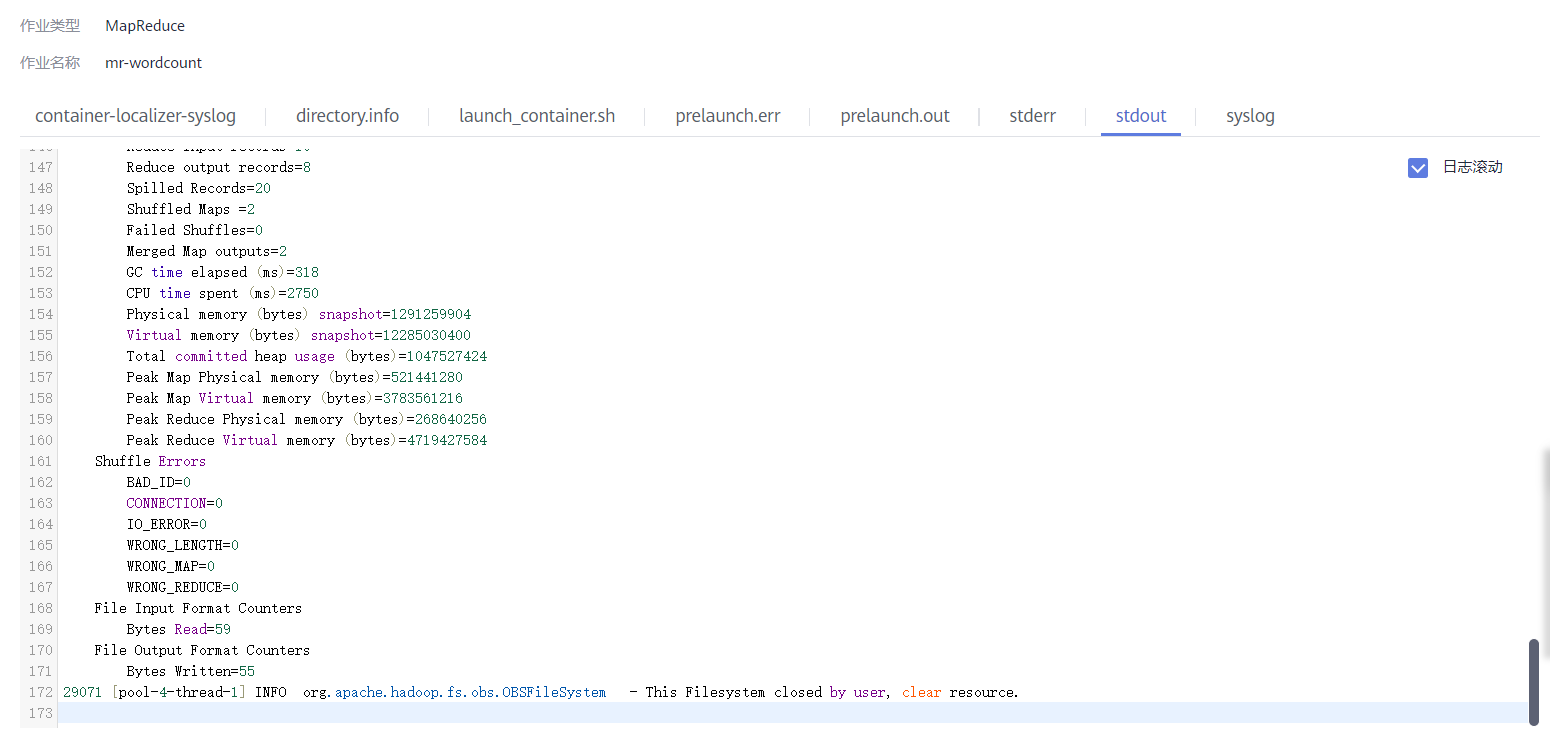 作业类型 MapReduce
作业名称 mr-wordcount
container-localizer-syslog directory.info launch_container.sh prelaunch.err prelaunch.out stderr stdout syslog
日志滚动
147 Reduce output records=8
148 Spilled Records=20
149 Shuffled Maps =2
150 Failed Shuffles=0
151 Merged Map outputs=2
152 GC time elapsed (ms)=318
153 CPU time spent (ms)=2750
154 Physical memory (bytes) snapshot=1291259904
155 Virtual memory (bytes) snapshot=12285030400
156 Total committed heap usage (bytes)=1047527424
157 Peak Map Physical memory (bytes)=521441280
158 Peak Map Virtual memory (bytes)=3783561216
159 Peak Reduce Physical memory (bytes)=268640256
160 Peak Reduce Virtual memory (bytes)=4719427584
161 Shuffle Errors
162 BAD_ID=0
163 CONNECTION=0
164 IO_ERROR=0
165 WRONG_LENGTH=0
166 WRONG_MAP=0
167 WRONG_REDUCE=0
168 File Input Format Counters
169 Bytes Read=59
170 File Output Format Counters
171 Bytes Written=55
172 29071 [pool-4-thread-1] INFO org.apache.hadoop.fs.obs.OBSFileSystem - This Filesystem closed by user, clear resource.
173